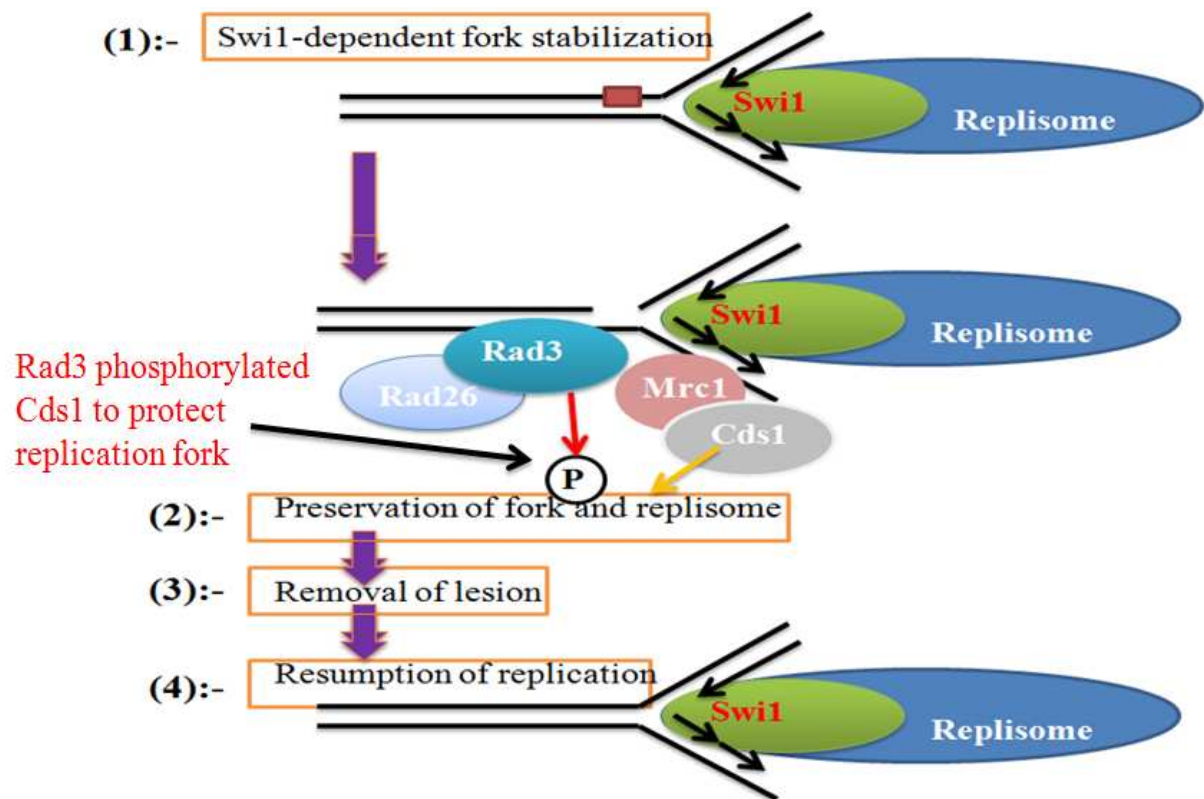 (1):- Swi1-dependent fork stabilization
Swi1
Replisome
Swi1
Replisome
Rad3
Rad26
Mrc1
Cds1
Rad3 phosphorylated
Cds1 to protect
replication fork
P
(2):- Preservation of fork and replisome
(3):- Removal of lesion
(4):- Resumption of replication
Swi1
Replisome